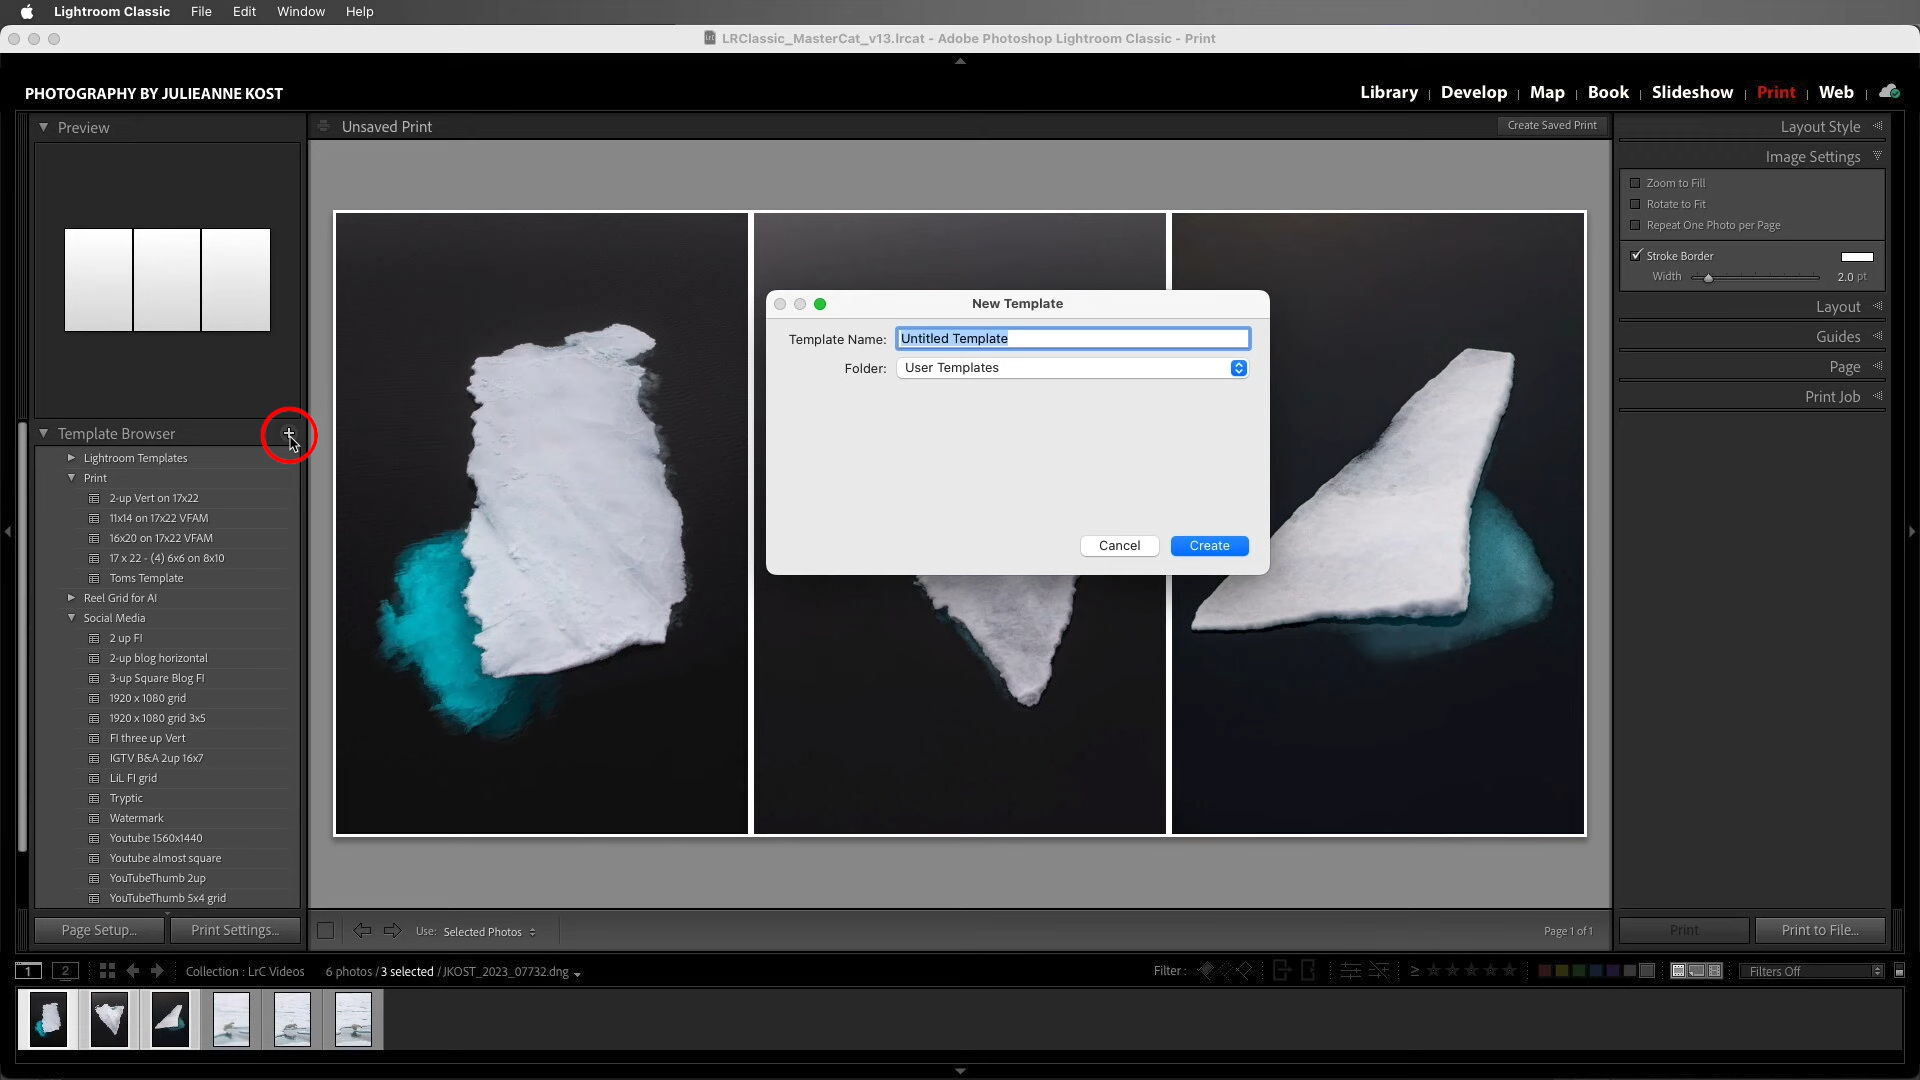 Lightroom Classic File Edit Window Help
LRClassic_MasterCat_v13.lrcat - Adobe Photoshop Lightroom Classic - Print
PHOTOGRAPHY BY JULIEANNE KOST
Library | Develop | Map | Book | Slideshow | Print | Web
Preview
Unsaved Print
Create Saved Print
Layout Style
Image Settings
Zoom to Fill
Rotate to Fit
Repeat One Photo per Page
Stroke Border
Width 2.0 pt
Layout
Guides
Page
Print Job
New Template
Template Name: Untitled Template
Folder: User Templates
Cancel Create
Template Browser
Lightroom Templates
Print
2-up Vert on 17x22
11x14 on 17x22 VFAM
16x20 on 17x22 VFAM
17 x 22 - (4) 6x6 on 8x10
Toms Template
Reel Grid for AI
Social Media
2 up FI
2-up blog horizontal
3-up Square Blog FI
1920 x 1080 grid
1920 x 1080 grid 3x5
FI three up Vert
IGTV B&A 2up 16x7
LiL FI grid
Tryptic
Watermark
Youtube 1560x1440
Youtube almost square
YouTubeThumb 2up
YouTubeThumb 5x4 grid
Page Setup... Print Settings...
Use: Selected Photos
Page 1 of 1
Print Print to File...
1 2 Collection : LrC Videos 6 photos / 3 selected / JKOST_2023_07732.dng
Filter : ≥ Filters Off